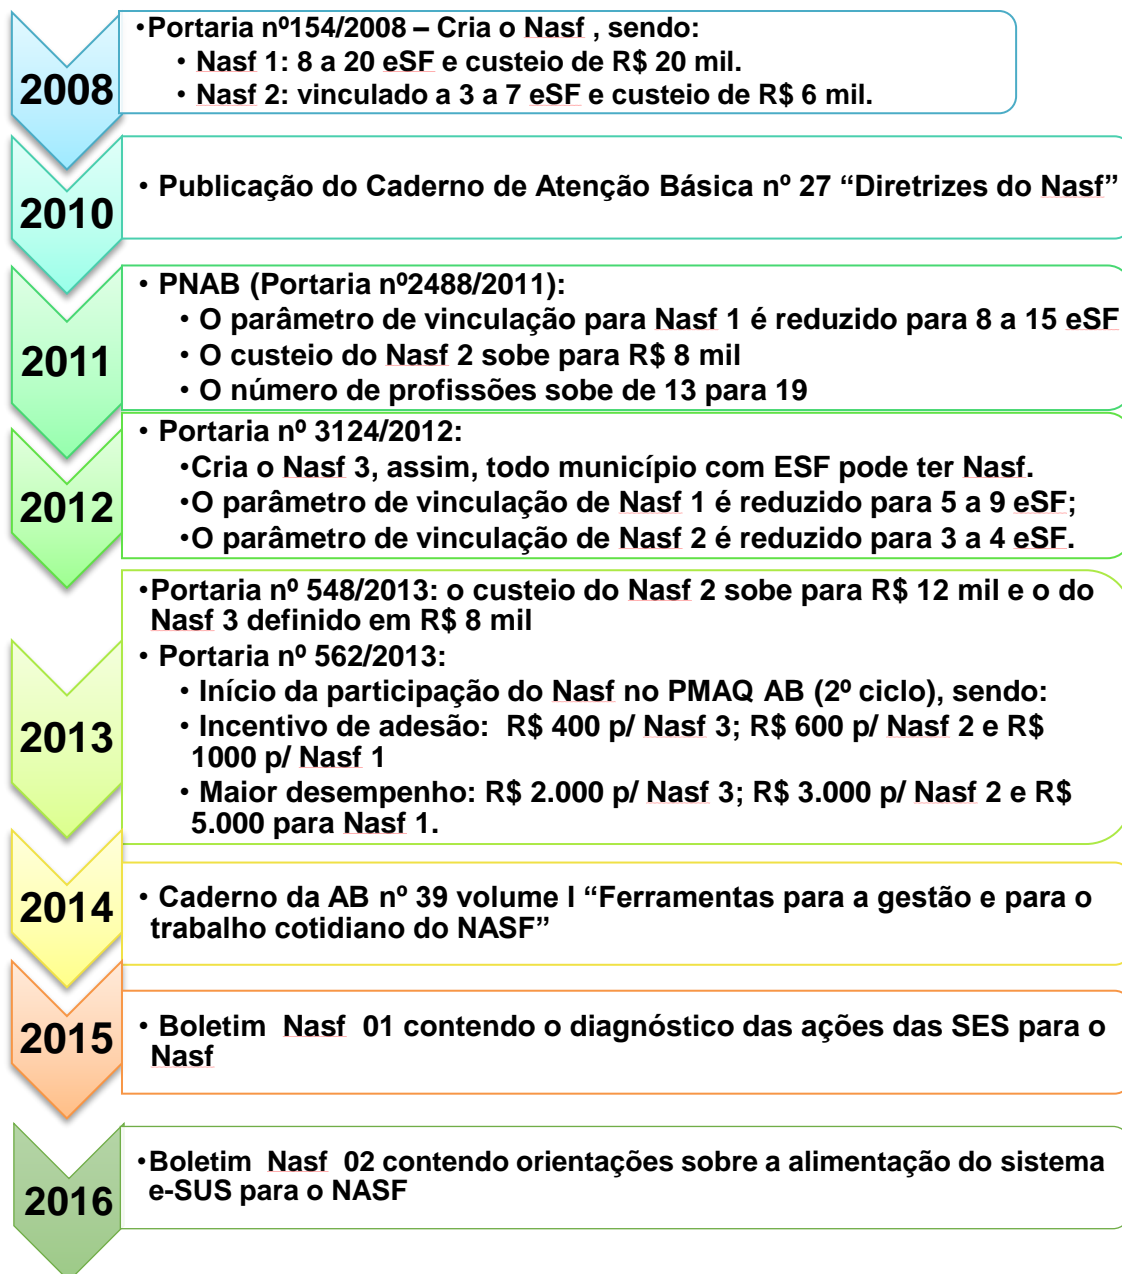 2008
•Portaria nº154/2008 – Cria o Nasf , sendo:
• Nasf 1: 8 a 20 eSF e custeio de R$ 20 mil.
• Nasf 2: vinculado a 3 a 7 eSF e custeio de R$ 6 mil.
2010
• Publicação do Caderno de Atenção Básica nº 27 “Diretrizes do Nasf”
2011
• PNAB (Portaria nº2488/2011):
• O parâmetro de vinculação para Nasf 1 é reduzido para 8 a 15 eSF
• O custeio do Nasf 2 sobe para R$ 8 mil
• O número de profissões sobe de 13 para 19
2012
• Portaria nº 3124/2012:
•Cria o Nasf 3, assim, todo município com ESF pode ter Nasf.
•O parâmetro de vinculação de Nasf 1 é reduzido para 5 a 9 eSF;
•O parâmetro de vinculação de Nasf 2 é reduzido para 3 a 4 eSF.
2013
•Portaria nº 548/2013: o custeio do Nasf 2 sobe para R$ 12 mil e o do
Nasf 3 definido em R$ 8 mil
• Portaria nº 562/2013:
• Início da participação do Nasf no PMAQ AB (2º ciclo), sendo:
• Incentivo de adesão: R$ 400 p/ Nasf 3; R$ 600 p/ Nasf 2 e R$
1000 p/ Nasf 1
• Maior desempenho: R$ 2.000 p/ Nasf 3; R$ 3.000 p/ Nasf 2 e R$
5.000 para Nasf 1.
2014
• Caderno da AB nº 39 volume I “Ferramentas para a gestão e para o
trabalho cotidiano do NASF”
2015
• Boletim Nasf 01 contendo o diagnóstico das ações das SES para o
Nasf
2016
•Boletim Nasf 02 contendo orientações sobre a alimentação do sistema
e-SUS para o NASF